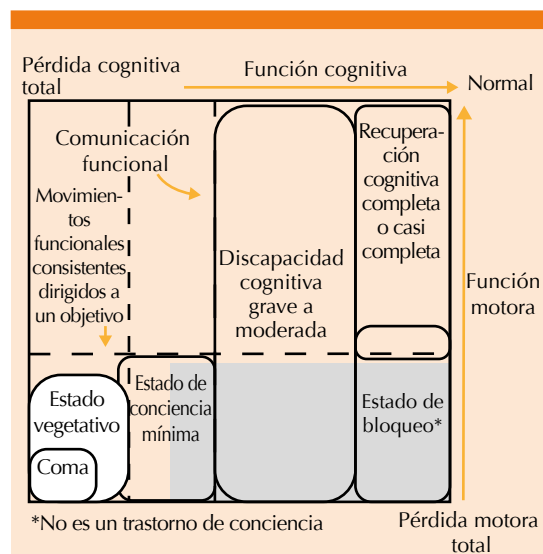 Pérdida cognitiva
total
Función cognitiva
Normal
Comunicación
funcional
Movimien-
tos
funcionales
consistentes
dirigidos a
un objetivo
Discapacidad
cognitiva
grave a
moderada
Recupera-
ción
cognitiva
completa
o casi
completa
Función
motora
Estado
vegetativo
Coma
Estado de
conciencia
mínima
Estado de
bloqueo*
*No es un trastorno de conciencia
Pérdida motora
total